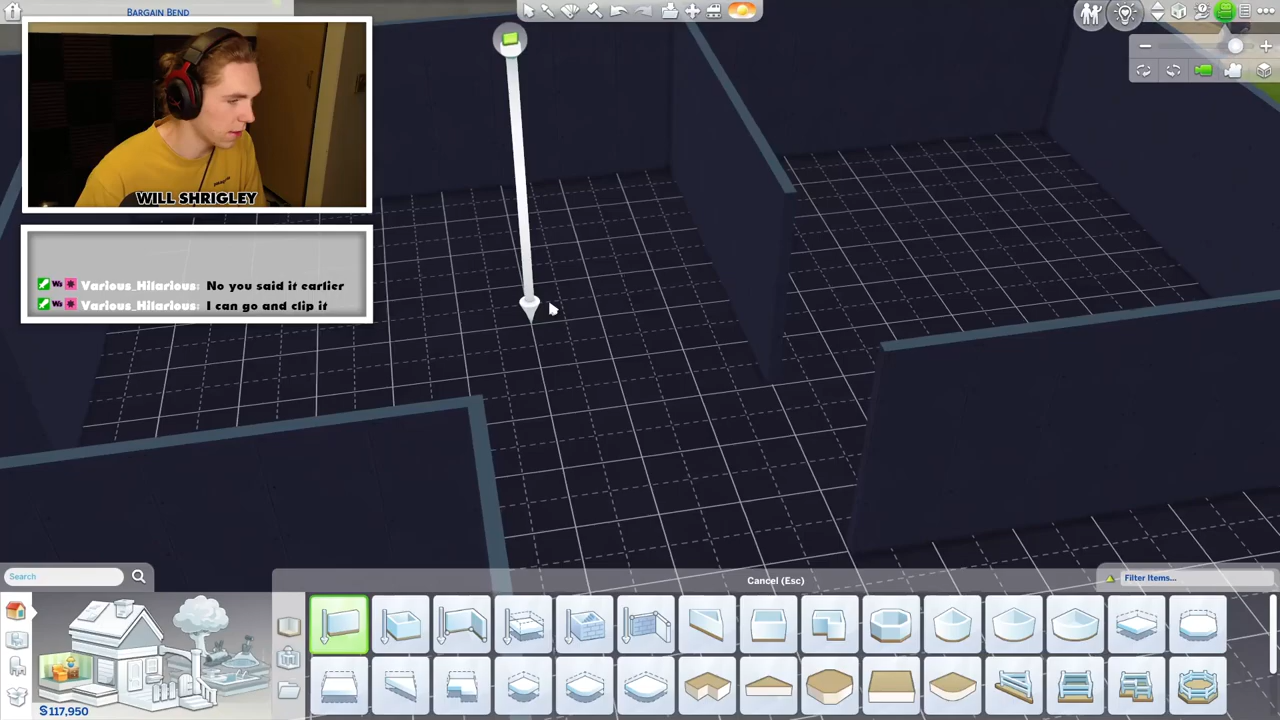 BARGAIN BEND
WILL SHRIGLEY
Various_Hilarious: No you said it earlier
Various_Hilarious: I can go and clip it
Cancel (Esc)
Search
Filter Items...
§117,950